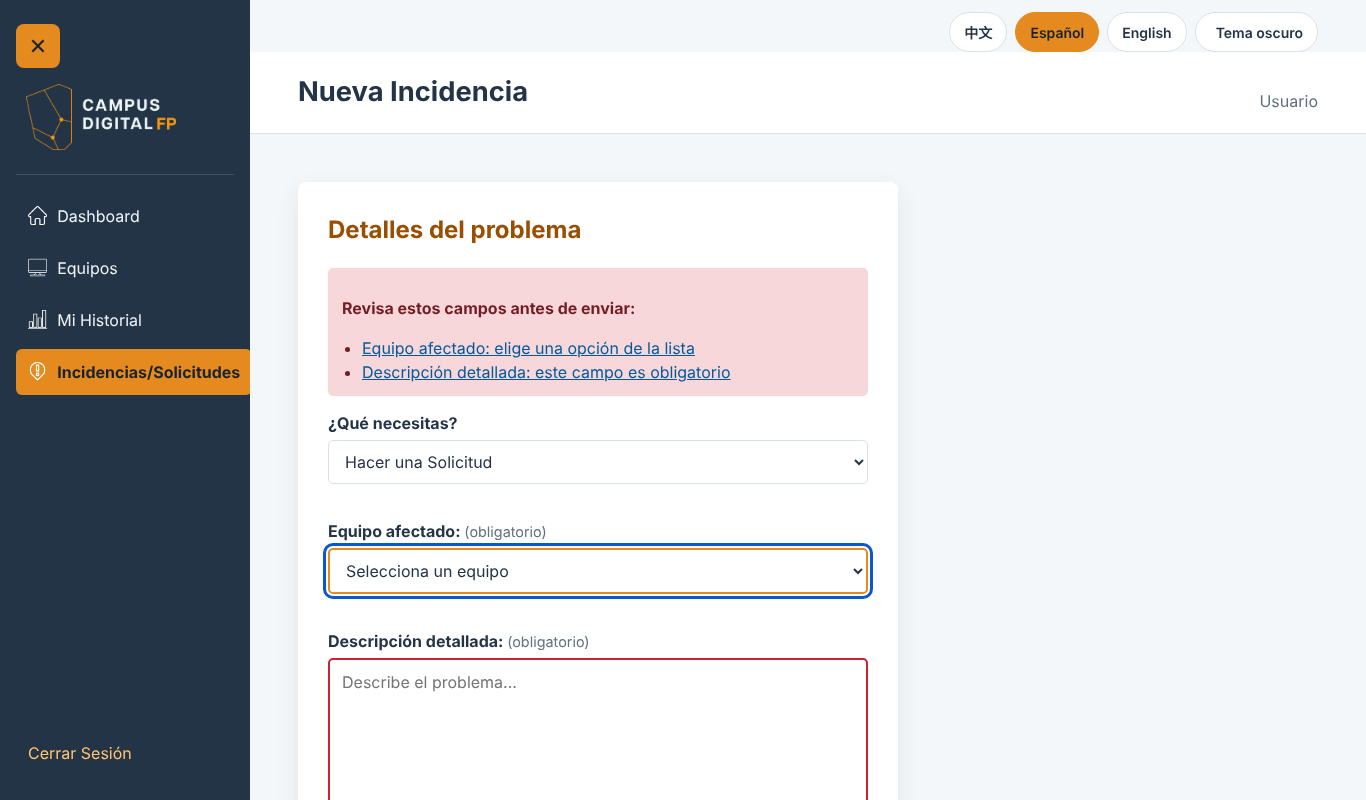 中文
Español
English
Tema oscuro
CAMPUS
DIGITAL FP
Nueva Incidencia
Usuario
Dashboard
Equipos
Mi Historial
Incidencias/Solicitudes
Cerrar Sesión
Detalles del problema
Revisa estos campos antes de enviar:
Equipo afectado: elige una opción de la lista
Descripción detallada: este campo es obligatorio
¿Qué necesitas?
Hacer una Solicitud
Equipo afectado: (obligatorio)
Selecciona un equipo
Descripción detallada: (obligatorio)
Describe el problema...